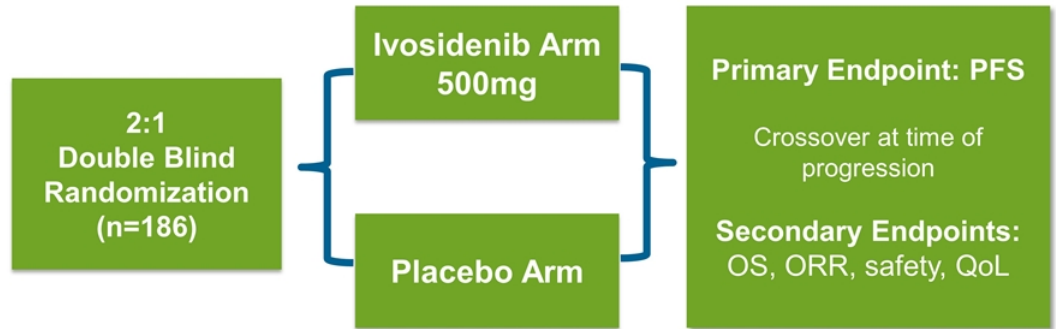 2:1
Double Blind
Randomization
(n=186)
Ivosidenib Arm
500mg
Placebo Arm
Primary Endpoint: PFS
Crossover at time of
progression
Secondary Endpoints:
OS, ORR, safety, QoL